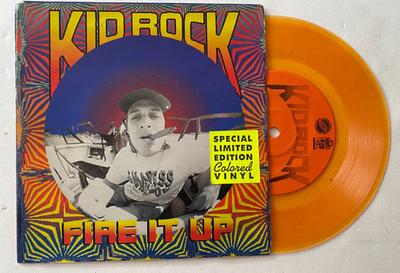 KID ROCK
SPECIAL
LIMITED
EDITION
Colored
VINYL
FIRE IT UP
KID ROCK